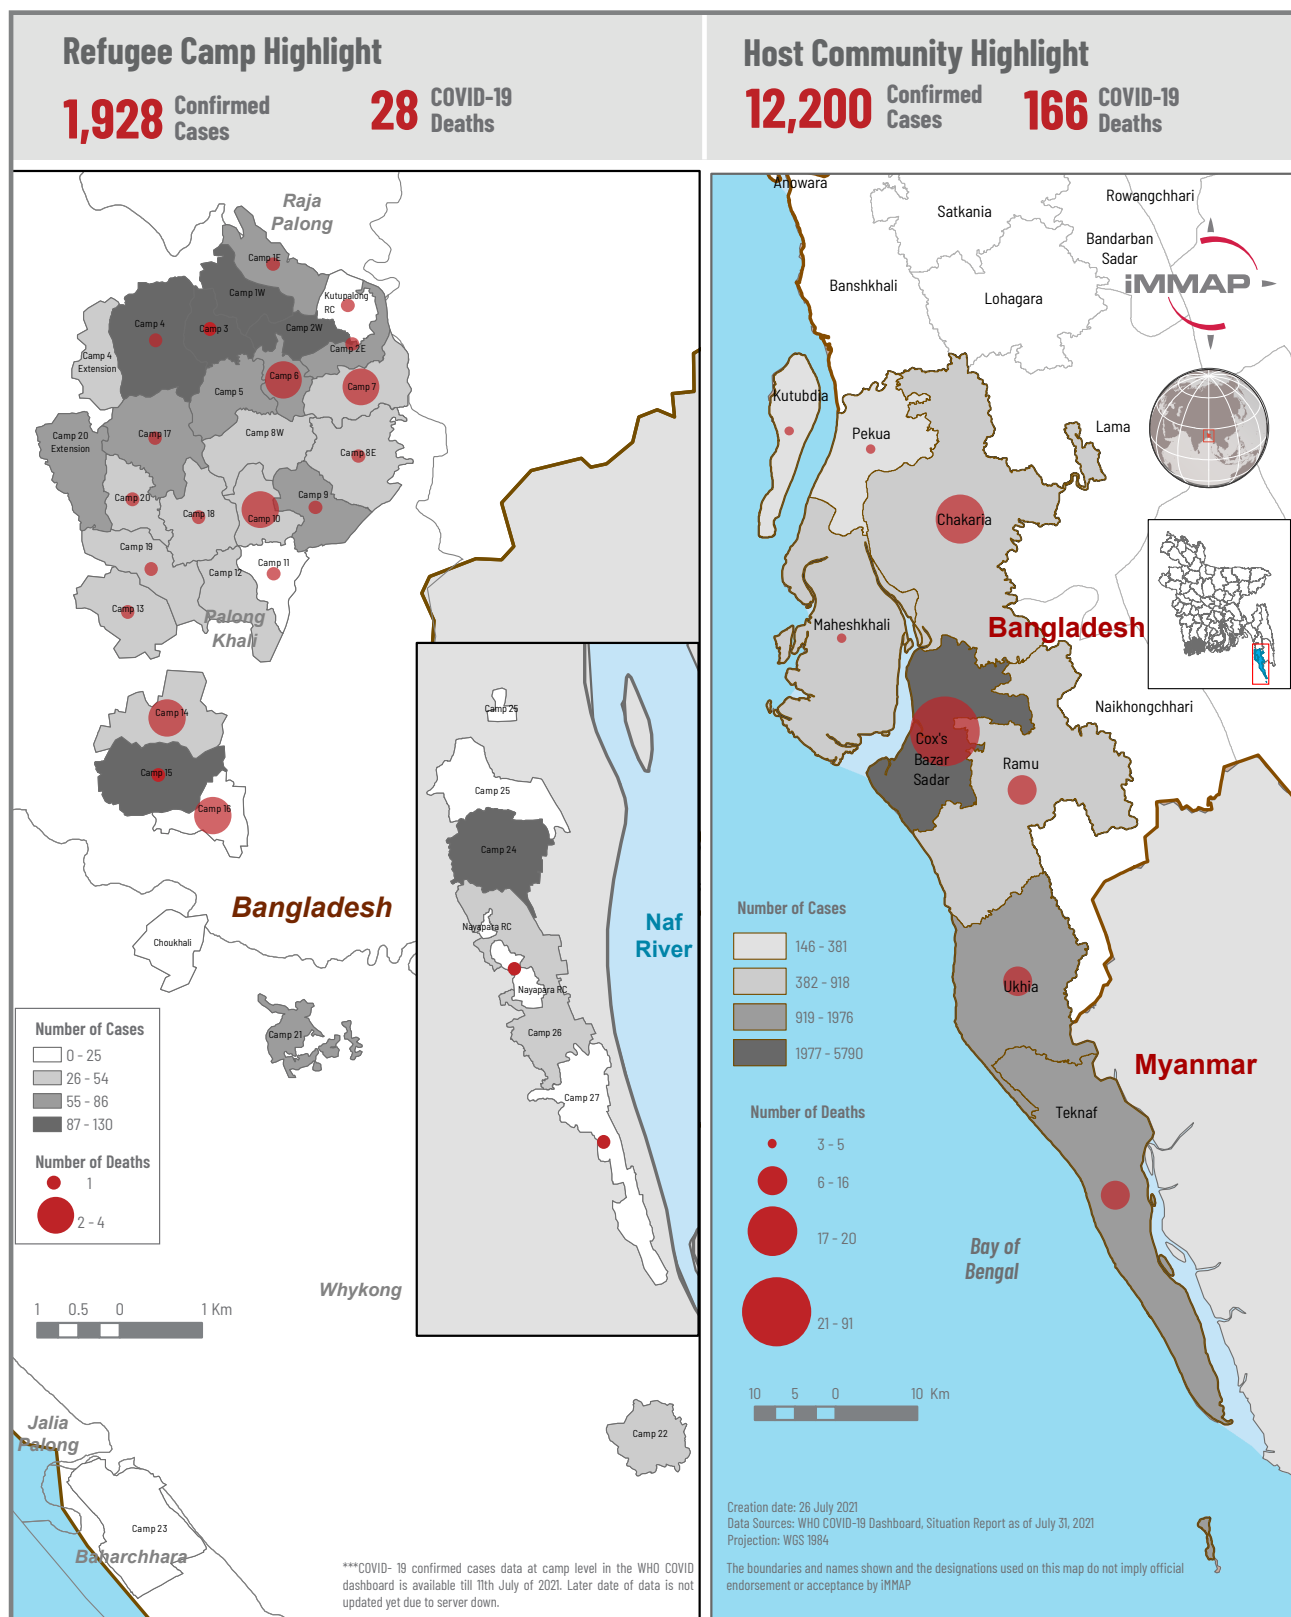 Refugee Camp Highlight
1,928 Confirmed
Cases
28 COVID-19
Deaths
Host Community Highlight
12,200 Confirmed
Cases
166 COVID-19
Deaths
Raja
Palong
Camp 1E
Camp 1W
Kutupalong
RC
Camp 4
Camp 3
Camp 2W
Camp 2E
Camp 4
Extension
Camp 6
Camp 7
Camp 5
Camp 20
Extension
Camp 17
Camp 8W
Camp 8E
Camp 20
Camp 18
Camp 10
Camp 9
Camp 19
Camp 12
Camp 11
Camp 13
Palong
Khali
Camp 14
Camp 15
Camp 16
Bangladesh
Choukhali
Camp 21
Number of Cases
0 - 25
26 - 54
55 - 86
87 - 130
Number of Deaths
1
2 - 4
1 0.5 0 1 Km
Whykong
Camp 25
Camp 25
Camp 24
Nayapara RC
Nayapara RC
Camp 26
Camp 27
Naf
River
Jalia
Palong
Camp 23
Baharchhara
Camp 22
***COVID- 19 confirmed cases data at camp level in the WHO COVID
dashboard is available till 11th July of 2021. Later date of data is not
updated yet due to server down.
Anowara
Satkania
Rowangchhari
Bandarban
Sadar
Banshkhali
Lohagara
iMMAP
Kutubdia
Pekua
Lama
Chakaria
Maheshkhali
Bangladesh
Naikhongchhari
Cox's
Bazar
Sadar
Ramu
Ukhia
Myanmar
Teknaf
Number of Cases
146 - 381
382 - 918
919 - 1976
1977 - 5790
Number of Deaths
3 - 5
6 - 16
17 - 20
21 - 91
Bay of
Bengal
10 5 0 10 Km
Creation date: 26 July 2021
Data Sources: WHO COVID-19 Dashboard, Situation Report as of July 31, 2021
Projection: WGS 1984
The boundaries and names shown and the designations used on this map do not imply official
endorsement or acceptance by iMMAP